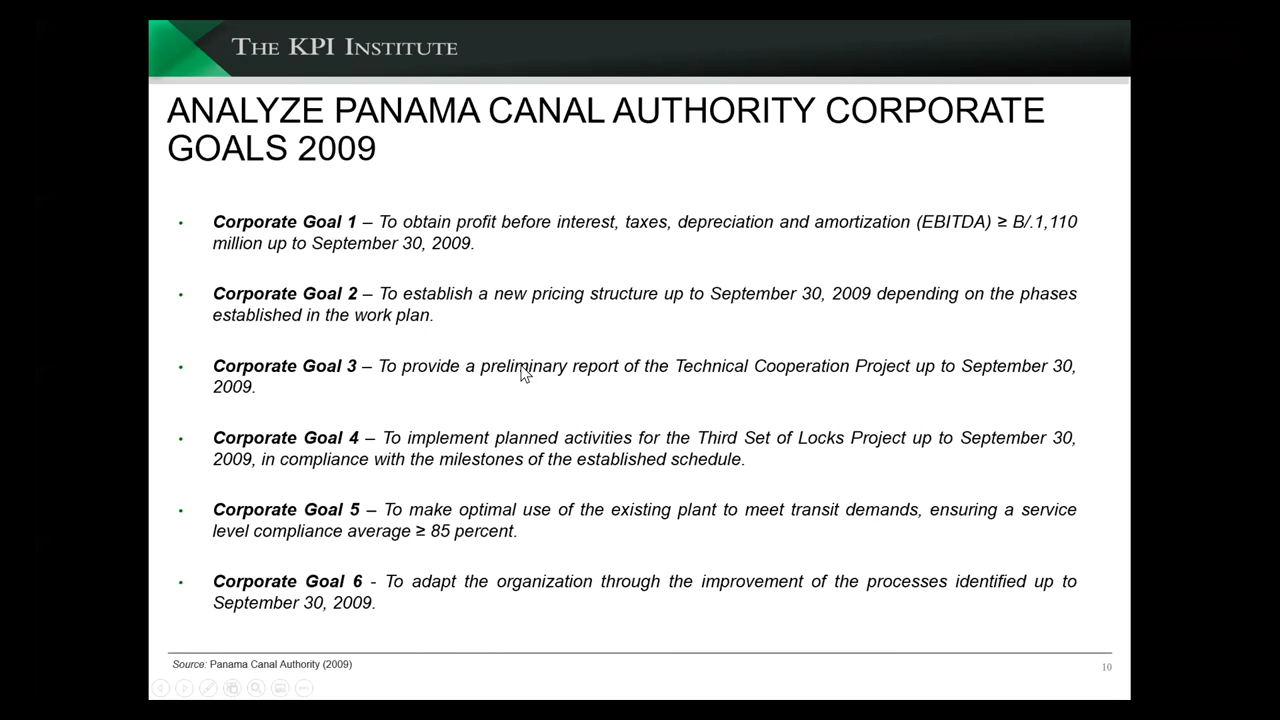 THE KPI INSTITUTE
ANALYZE PANAMA CANAL AUTHORITY CORPORATE
GOALS 2009
• Corporate Goal 1 – To obtain profit before interest, taxes, depreciation and amortization (EBITDA) ≥ B/.1,110
million up to September 30, 2009.
• Corporate Goal 2 – To establish a new pricing structure up to September 30, 2009 depending on the phases
established in the work plan.
• Corporate Goal 3 – To provide a preliminary report of the Technical Cooperation Project up to September 30,
2009.
• Corporate Goal 4 – To implement planned activities for the Third Set of Locks Project up to September 30,
2009, in compliance with the milestones of the established schedule.
• Corporate Goal 5 – To make optimal use of the existing plant to meet transit demands, ensuring a service
level compliance average ≥ 85 percent.
• Corporate Goal 6 - To adapt the organization through the improvement of the processes identified up to
September 30, 2009.
Source: Panama Canal Authority (2009)
10